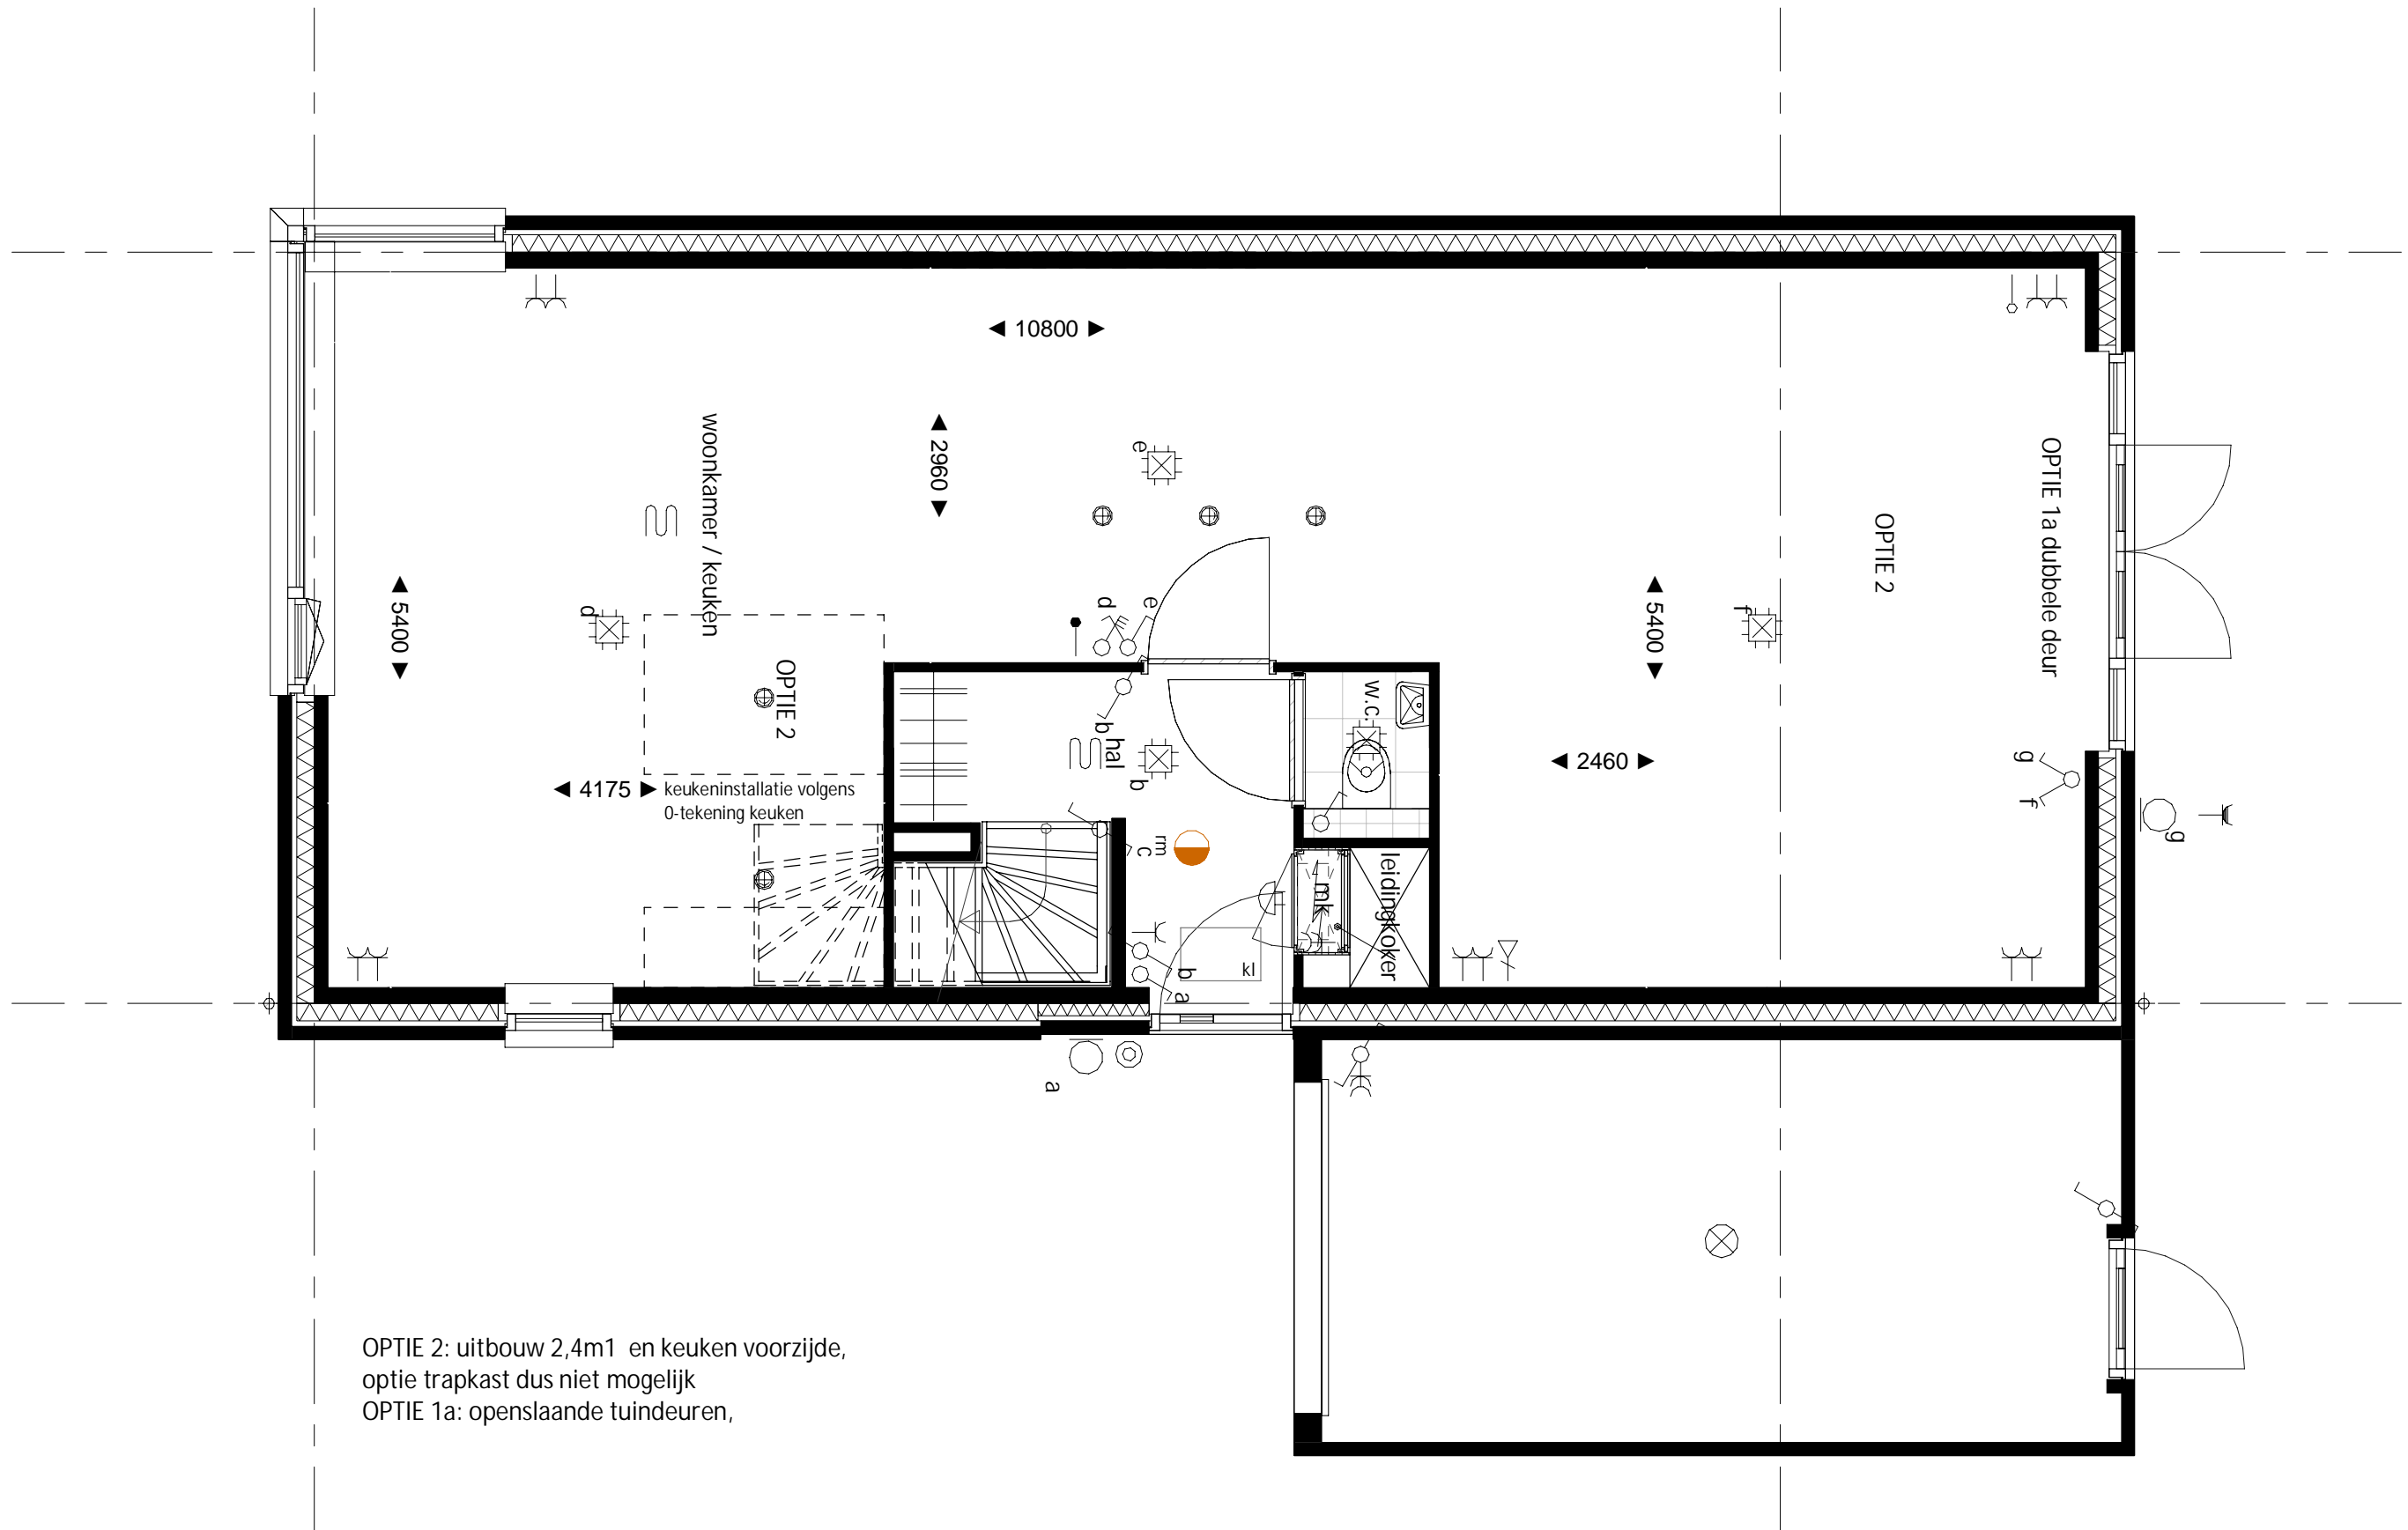 10800
2960
e
woonkamer / keuken
OPTIE 1a dubbele deur
OPTIE 2
5400
d
d
e
5400
f
OPTIE 2
w.c.
b
hal
b
2460
g
f
4175
keukeninstallatie volgens
0-tekening keuken
g
c
rm
leidingkoker
mk
kl
b
a
a
OPTIE 2: uitbouw 2,4m1 en keuken voorzijde,
optie trapkast dus niet mogelijk
OPTIE 1a: openslaande tuindeuren,